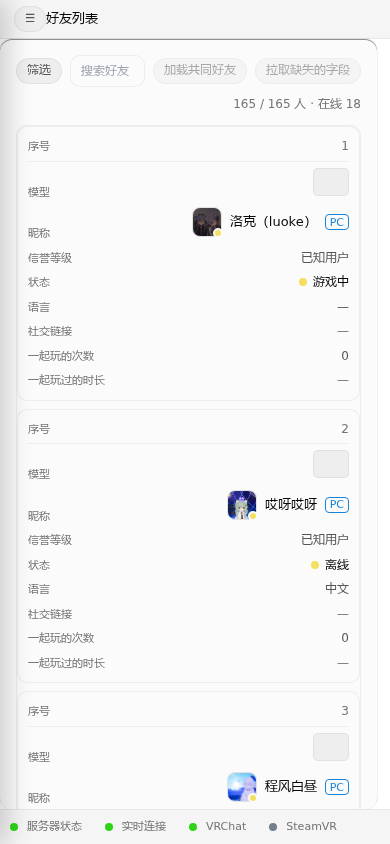 ☰ 好友列表
筛选 搜索好友 加载共同好友 拉取缺失的字段
165 / 165 人 · 在线 18
序号 1
模型
昵称 洛克（luoke） PC
信誉等级 已知用户
状态 游戏中
语言 —
社交链接 —
一起玩的次数 0
一起玩过的时长 —
序号 2
模型
昵称 哎呀哎呀 PC
信誉等级 已知用户
状态 离线
语言 中文
社交链接 —
一起玩的次数 0
一起玩过的时长 —
序号 3
模型
昵称 程风白昼 PC
服务器状态 实时连接 VRChat SteamVR